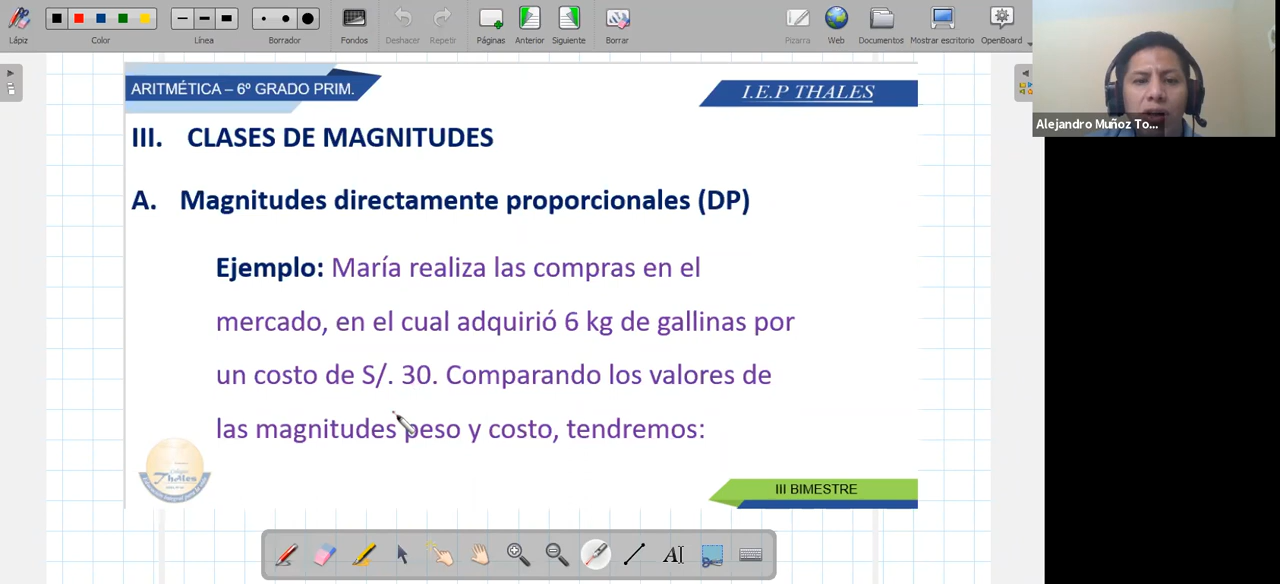 Lápiz
Color
Línea
Borrador
Fondos
Deshacer
Repetir
Páginas
Anterior
Siguiente
Borrar
Pizarra
Web
Documentos
Mostrar escritorio
OpenBoard
Alejandro Muñoz To...
ARITMÉTICA – 6º GRADO PRIM.
I.E.P THALES
III. CLASES DE MAGNITUDES
A. Magnitudes directamente proporcionales (DP)
Ejemplo: María realiza las compras en el
mercado, en el cual adquirió 6 kg de gallinas por
un costo de S/. 30. Comparando los valores de
las magnitudes peso y costo, tendremos:
Thales
III BIMESTRE
AI